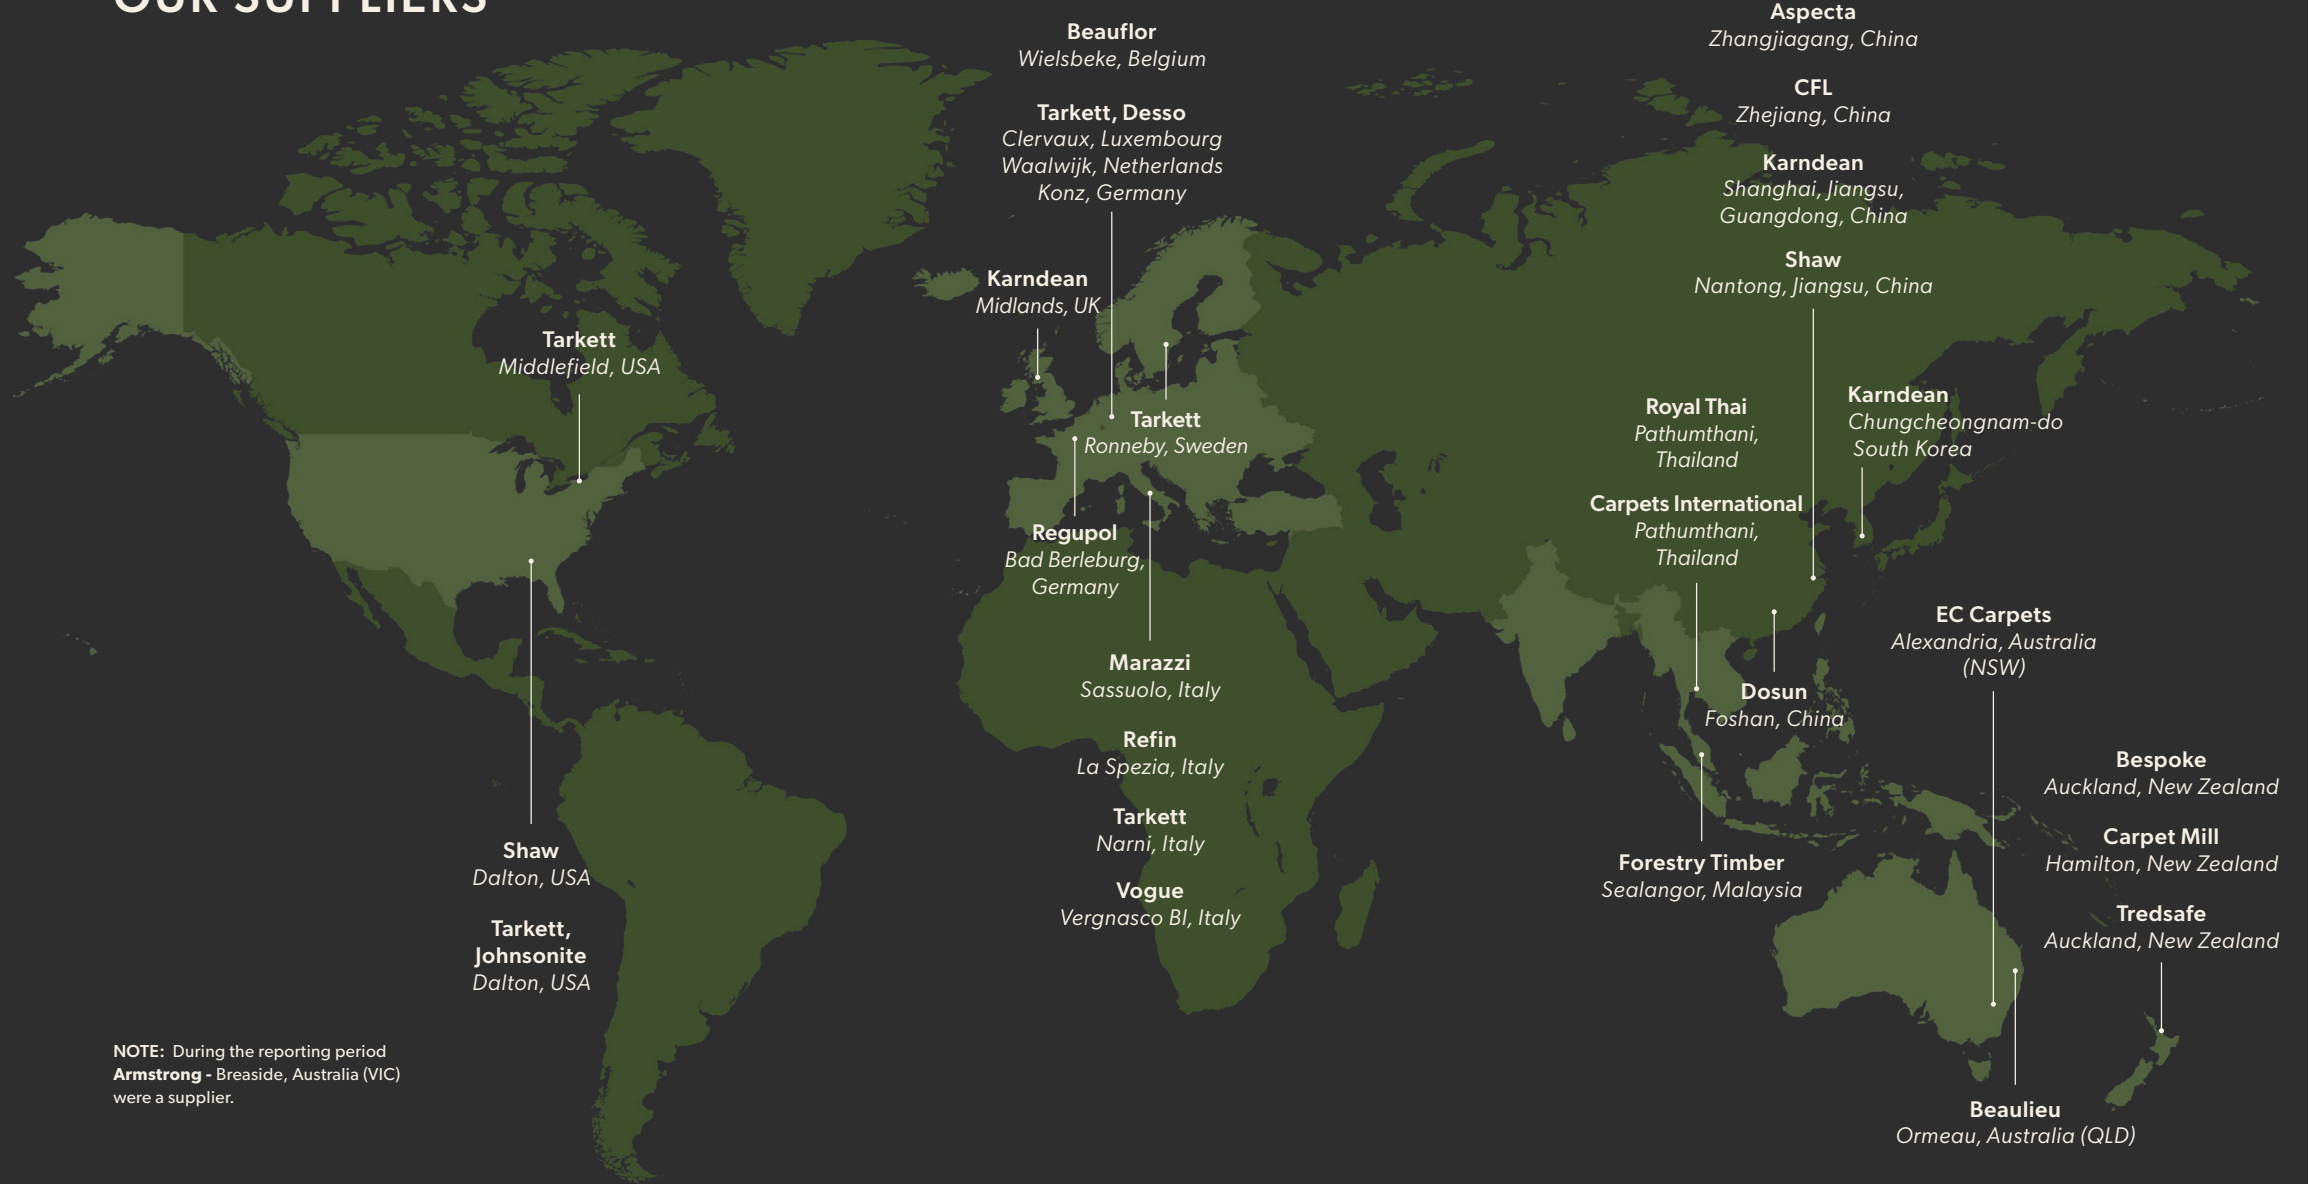 OUR SUPPLIERS
Beauflor
Wielsbeke, Belgium
Tarkett, Desso
Clervaux, Luxembourg
Waalwijk, Netherlands
Konz, Germany
Karndean
Midlands, UK
Tarkett
Middlefield, USA
Tarkett
Ronneby, Sweden
Regupol
Bad Berleburg,
Germany
Marazzi
Sassuolo, Italy
Refin
La Spezia, Italy
Tarkett
Narni, Italy
Vogue
Vergnasco BI, Italy
Shaw
Dalton, USA
Tarkett,
Johnsonite
Dalton, USA
Aspecta
Zhangjiagang, China
CFL
Zhejiang, China
Karndean
Shanghai, Jiangsu,
Guangdong, China
Shaw
Nantong, Jiangsu, China
Royal Thai
Pathumthani,
Thailand
Carpets International
Pathumthani,
Thailand
Karndean
Chungcheongnam-do
South Korea
Dosun
Foshan, China
Forestry Timber
Sealangor, Malaysia
EC Carpets
Alexandria, Australia
(NSW)
Bespoke
Auckland, New Zealand
Carpet Mill
Hamilton, New Zealand
Tredsafe
Auckland, New Zealand
Beaulieu
Ormeau, Australia (QLD)
NOTE: During the reporting period
Armstrong - Breaside, Australia (VIC)
were a supplier.